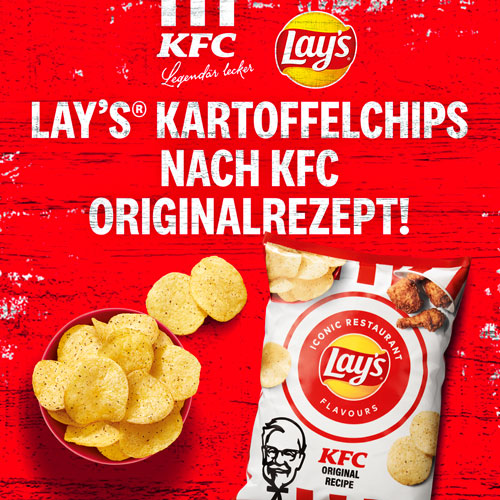 KFC
Legendär lecker
Lay's
LAY'S® KARTOFFELCHIPS
NACH KFC
ORIGINALREZEPT!
ICONIC RESTAURANT
Lay's
FLAVOURS
KFC
ORIGINAL
RECIPE